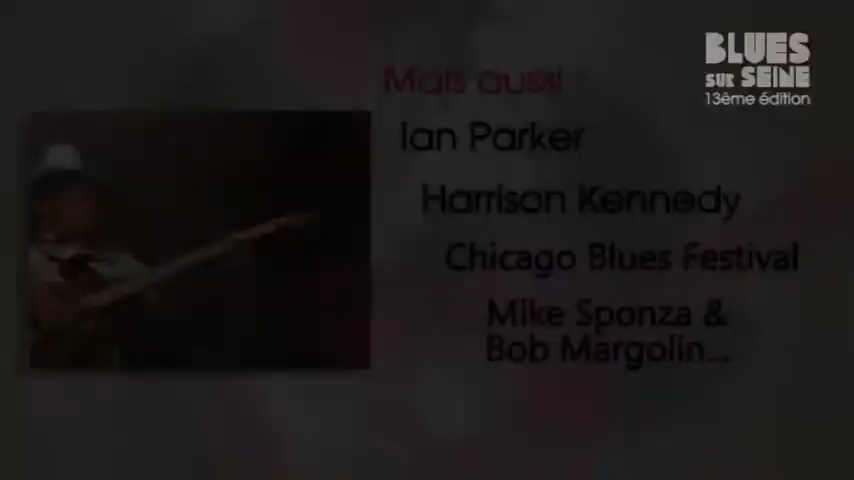 BLUES
SUR SEINE
13ème édition
Mais aussi
Ian Parker
Harrison Kennedy
Chicago Blues Festival
Mike Sponza &
Bob Margolin...